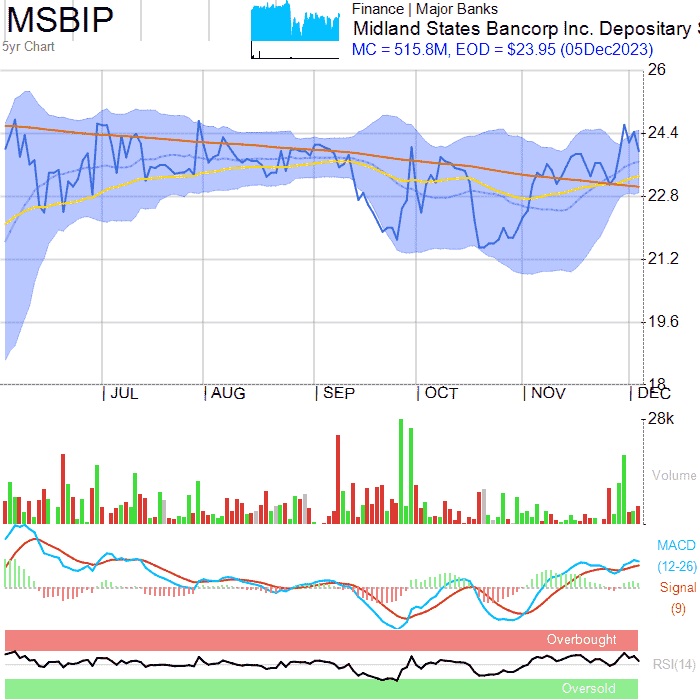 MSBIP
5yr Chart
Finance | Major Banks
Midland States Bancorp Inc. Depositary S
MC = 515.8M, EOD = $23.95 (05Dec2023)
26
24.4
22.8
21.2
19.6
18
| JUL | AUG | SEP | OCT | NOV | DEC
28k
Volume
MACD
(12-26)
Signal
(9)
Overbought
RSI(14)
Oversold